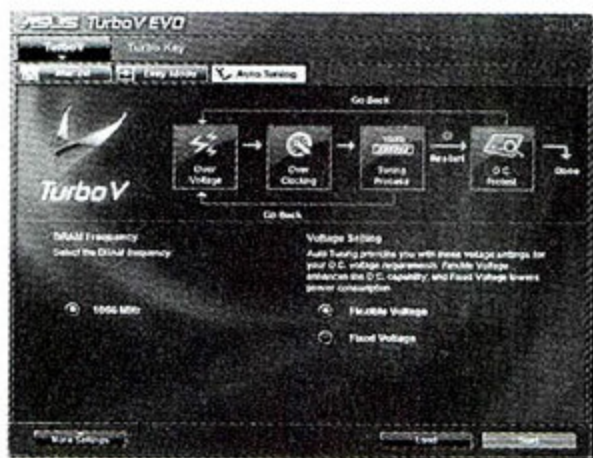 ASUS TurboV EVO
TurboV
Turbo Key
Manual
Easy Mode
Auto Tuning
Go Back
Over Voltage
Over Clocking
Tuning Process
Restart
O.C. Pretest
Done
Go Back
TurboV
DRAM Frequency
Select the DRAM frequency
1066 MHz
Voltage Setting
Auto Tuning provides you with these voltage settings for
your O.C. voltage requirements. Flexible Voltage
enhances the O.C. capability, and Fixed Voltage lowers
power consumption
Flexible Voltage
Fixed Voltage
More Settings
Load